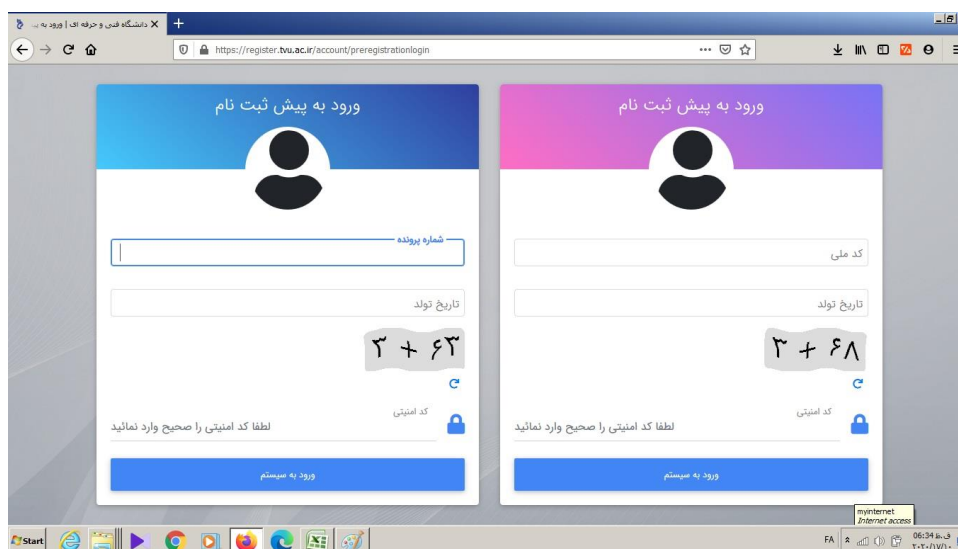 دانشگاه فنی و حرفه ای | ورود به پـ...
https://register.tvu.ac.ir/account/preregistrationlogin
ورود به پیش ثبت نام
کد ملی
تاریخ تولد
۳ + ۶۸
کد امنیتی
لطفا کد امنیتی را صحیح وارد نمائید
ورود به سیستم
ورود به پیش ثبت نام
شماره پرونده
تاریخ تولد
۳ + ۶۳
کد امنیتی
لطفا کد امنیتی را صحیح وارد نمائید
ورود به سیستم
myinternet
Internet access
Start
FA
06:34 ق.ظ